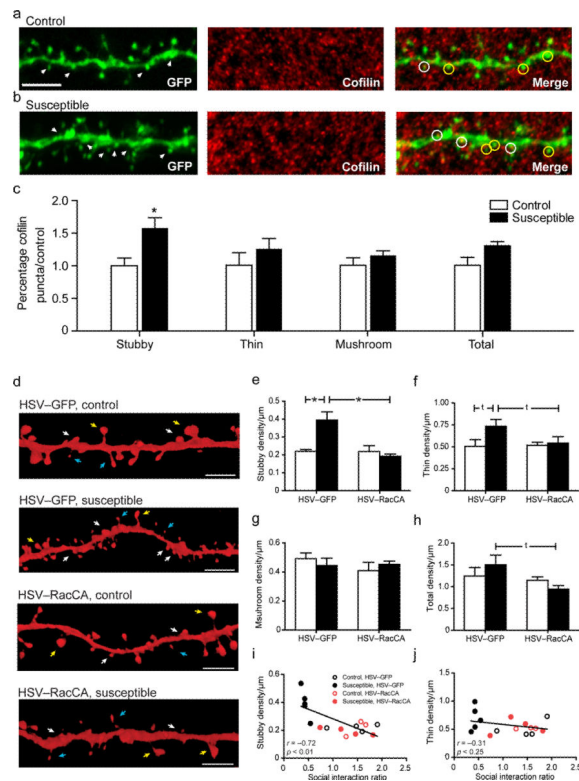 a
Control
GFP
Cofilin
Merge
b
Susceptible
GFP
Cofilin
Merge
c
Percentage cofilin
puncta/control
2.0
1.5
1.0
0.5
0
*
Control
Susceptible
Stubby
Thin
Mushroom
Total
d
HSV–GFP, control
HSV–GFP, susceptible
HSV–RacCA, control
HSV–RacCA, susceptible
e
Stubby density/μm
0.6
0.4
0.2
0
*
*
HSV–GFP
HSV–RacCA
f
Thin density/μm
1.00
0.75
0.50
0.25
0
t
t
HSV–GFP
HSV–RacCA
g
Msuhroom density/μm
0.6
0.4
0.2
0
HSV–GFP
HSV–RacCA
h
Total density/μm
2.0
1.5
1.0
0.5
0
t
HSV–GFP
HSV–RacCA
i
Stubby density/μm
0.6
0.4
0.2
0
Control, HSV–GFP
Susceptible, HSV–GFP
Control, HSV–RacCA
Susceptible, HSV–RacCA
r = –0.72
p < 0.01
0.0 0.5 1.0 1.5 2.0 2.5
Social interaction ratio
j
Thin density/μm
1.5
1.0
0.5
0
r = –0.31
p < 0.25
0.0 0.5 1.0 1.5 2.0 2.5
Social interaction ratio